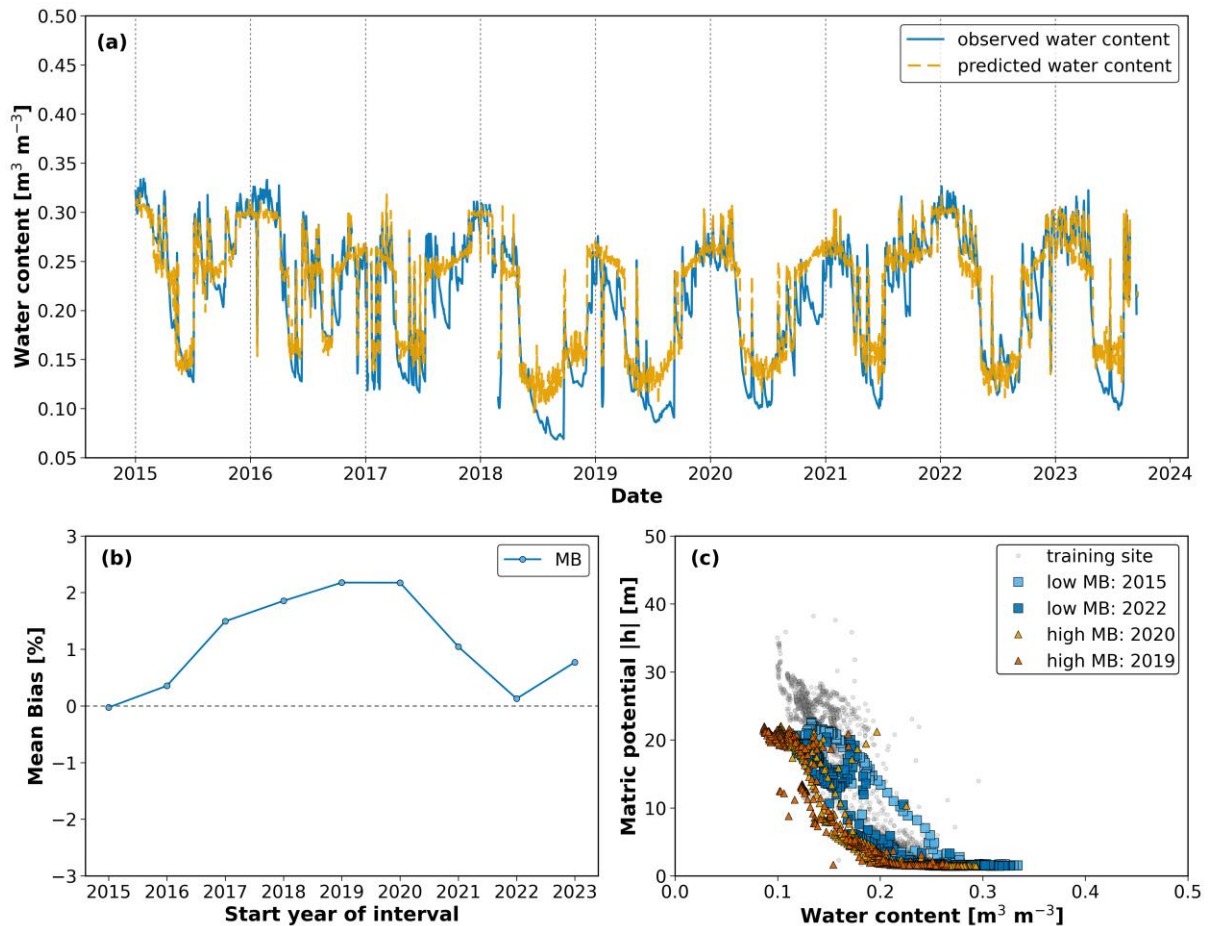 (a)
observed water content
predicted water content
Water content [m³ m⁻³]
0.50
0.45
0.40
0.35
0.30
0.25
0.20
0.15
0.10
0.05
2015 2016 2017 2018 2019 2020 2021 2022 2023 2024
Date
(b)
MB
Mean Bias [%]
3
2
1
0
−1
−2
−3
2015 2016 2017 2018 2019 2020 2021 2022 2023
Start year of interval
(c)
training site
low MB: 2015
low MB: 2022
high MB: 2020
high MB: 2019
Matric potential |h| [m]
50
40
30
20
10
0
0.0 0.1 0.2 0.3 0.4 0.5
Water content [m³ m⁻³]